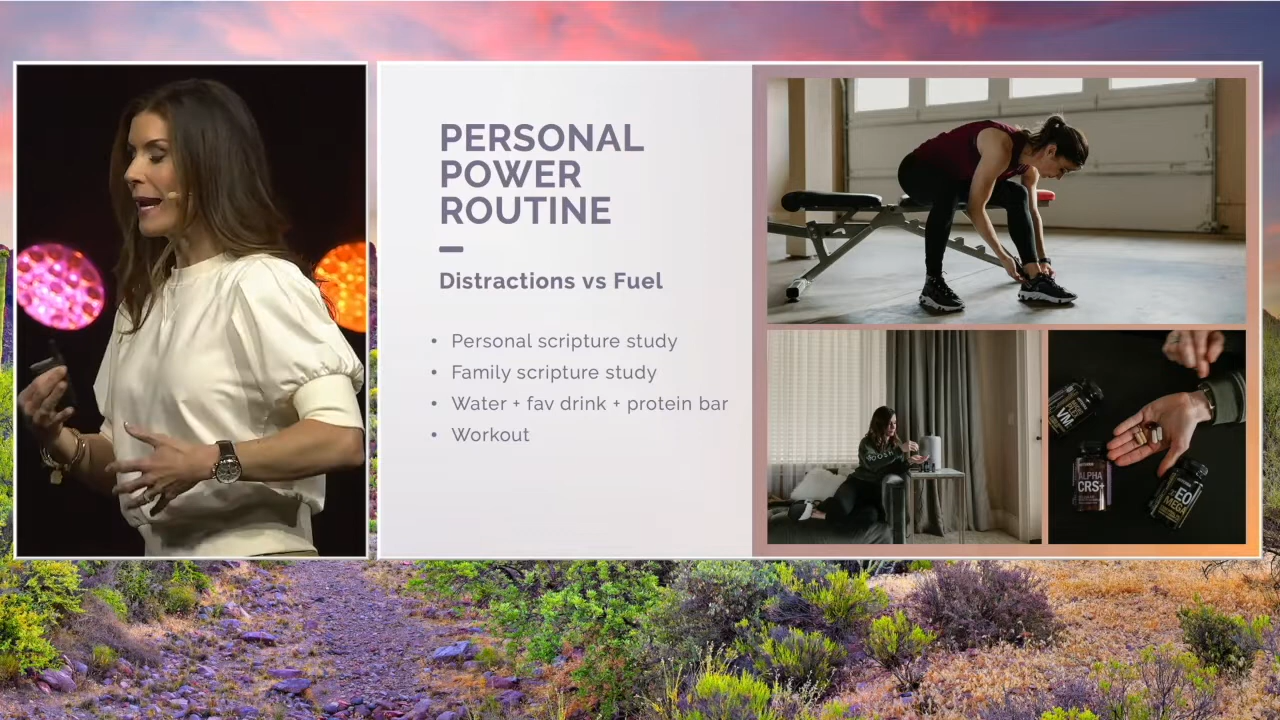 PERSONAL
POWER
ROUTINE
Distractions vs Fuel
• Personal scripture study
• Family scripture study
• Water + fav drink + protein bar
• Workout
VM
ALPHA
CRS+
EO
MEGA